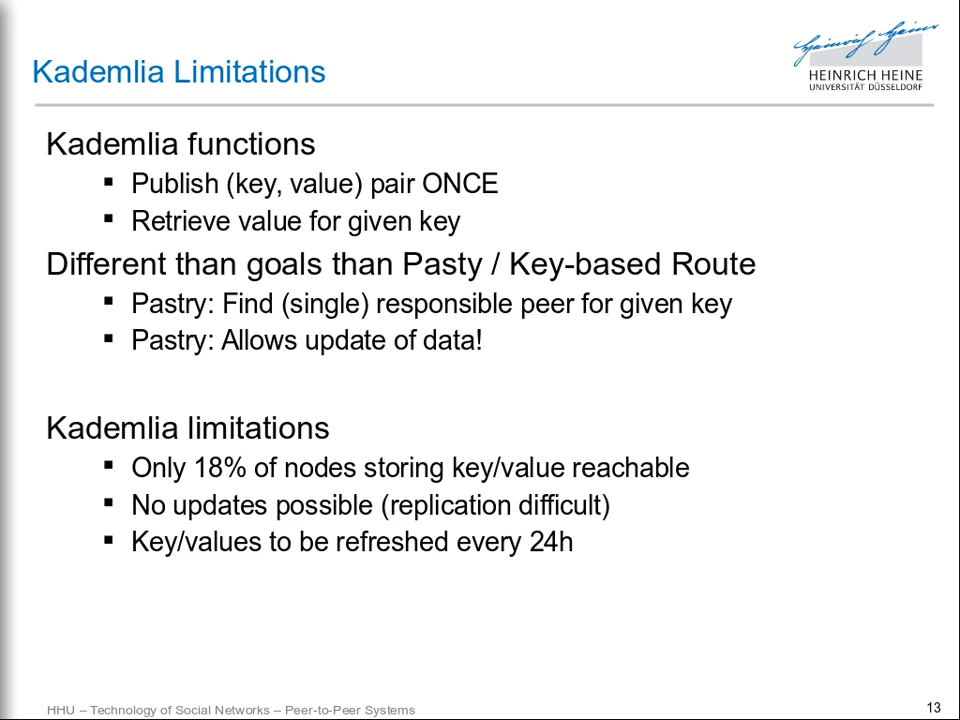 Kademlia Limitations
Heinrich Heine
HEINRICH HEINE
UNIVERSITÄT DÜSSELDORF
Kademlia functions
▪ Publish (key, value) pair ONCE
▪ Retrieve value for given key
Different than goals than Pasty / Key-based Route
▪ Pastry: Find (single) responsible peer for given key
▪ Pastry: Allows update of data!
Kademlia limitations
▪ Only 18% of nodes storing key/value reachable
▪ No updates possible (replication difficult)
▪ Key/values to be refreshed every 24h
HHU – Technology of Social Networks – Peer-to-Peer Systems
13